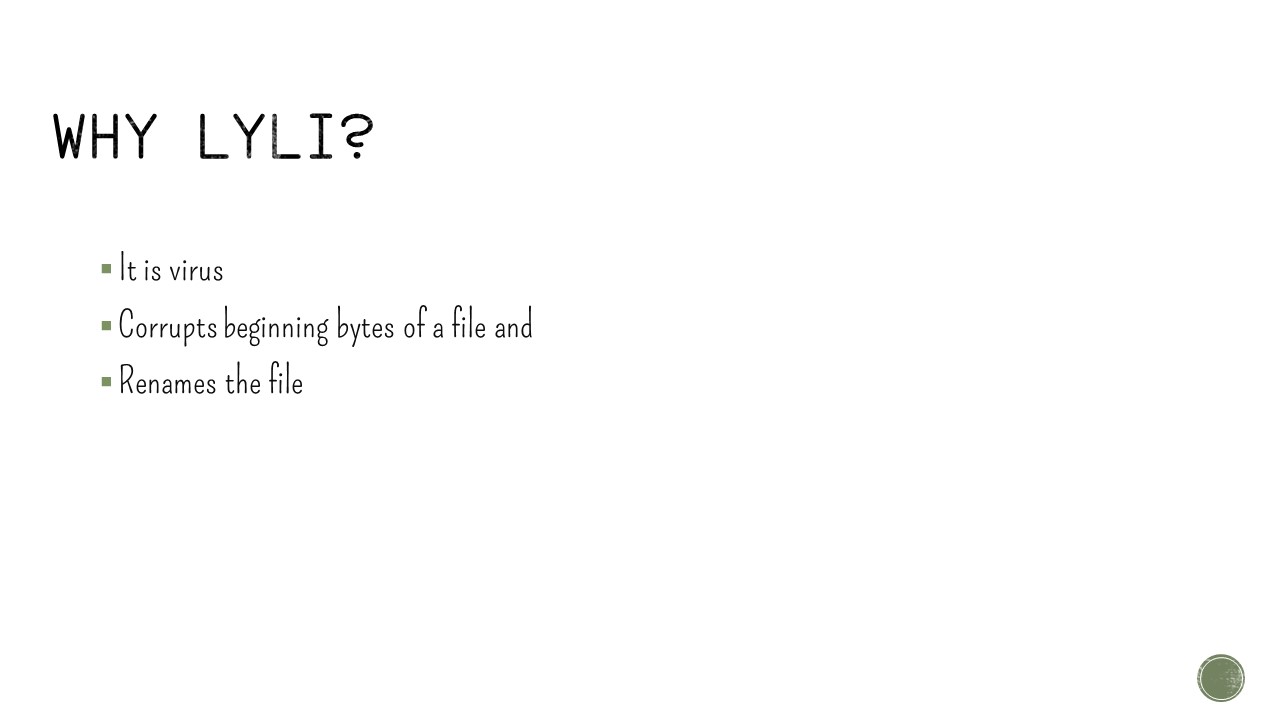 WHY LYLI?
It is virus
Corrupts beginning bytes of a file and
Renames the file